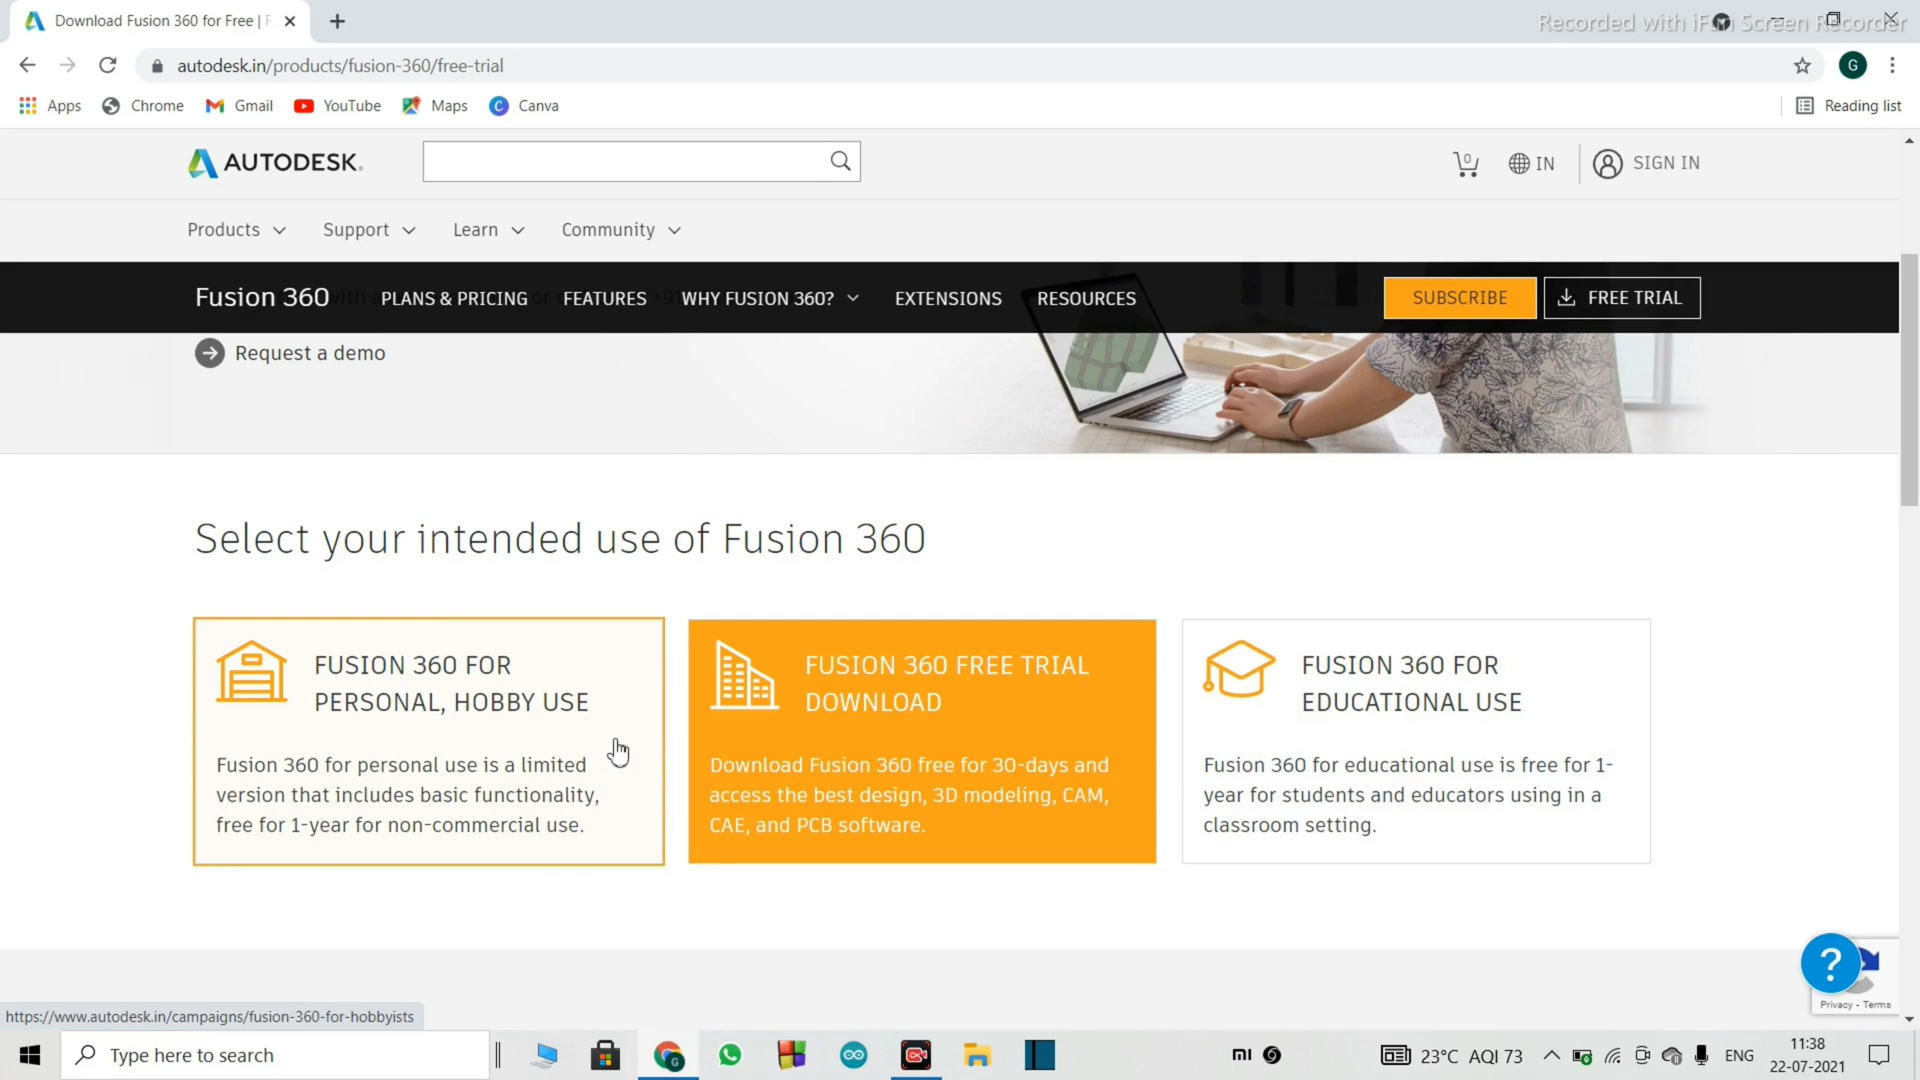 Download Fusion 360 for Free | F
Recorded with iFun Screen Recorder
autodesk.in/products/fusion-360/free-trial
G
Apps
Chrome
Gmail
YouTube
Maps
Canva
Reading list
AUTODESK.
0
IN
SIGN IN
Products
Support
Learn
Community
Fusion 360
PLANS & PRICING
FEATURES
WHY FUSION 360?
EXTENSIONS
RESOURCES
SUBSCRIBE
FREE TRIAL
Request a demo
Select your intended use of Fusion 360
FUSION 360 FOR
PERSONAL, HOBBY USE
Fusion 360 for personal use is a limited
version that includes basic functionality,
free for 1-year for non-commercial use.
FUSION 360 FREE TRIAL
DOWNLOAD
Download Fusion 360 free for 30-days and
access the best design, 3D modeling, CAM,
CAE, and PCB software.
FUSION 360 FOR
EDUCATIONAL USE
Fusion 360 for educational use is free for 1-
year for students and educators using in a
classroom setting.
?
Privacy - Terms
https://www.autodesk.in/campaigns/fusion-360-for-hobbyists
Type here to search
MI
23°C AQI 73
ENG
11:38
22-07-2021